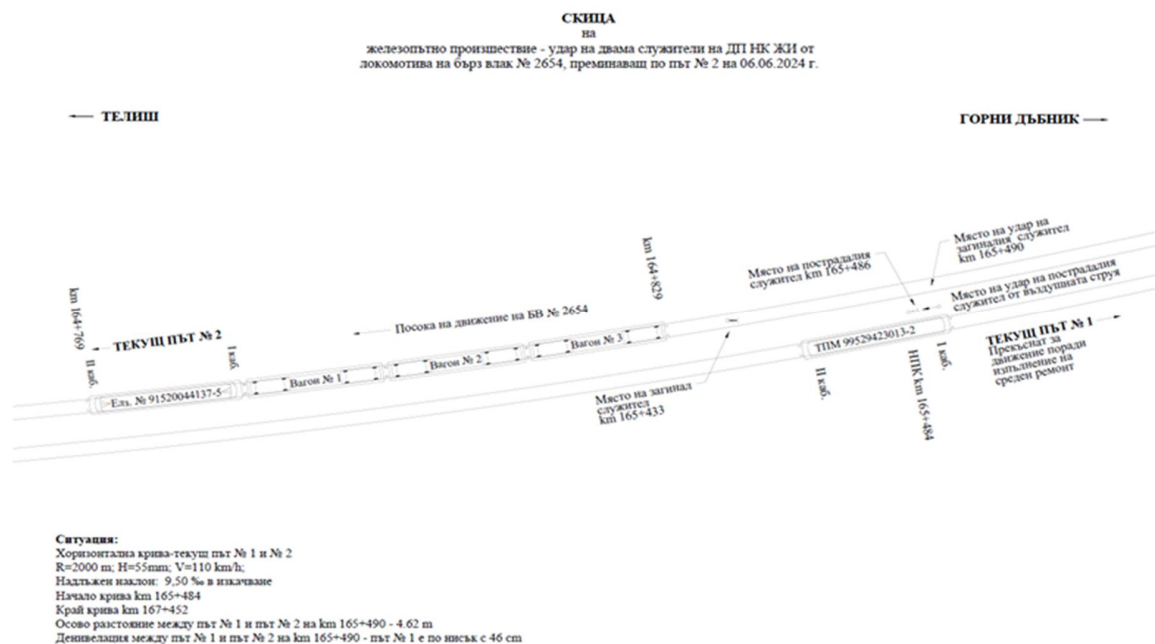 СКИЦА
на
железопътно произшествие - удар на двама служители на ДП НК ЖИ от
локомотива на бърз влак № 2654, преминаващ по път № 2 на 06.06.2024 г.
ТЕЛИШ
ГОРНИ ДЪБНИК
km 164+769
ТЕКУЩ ПЪТ № 2
II каб.
I каб.
Посока на движение на БВ № 2654
km 164+829
Място на пострадалия
служител km 165+486
Място на удар на
загиналия служител
km 165+490
Място на удар на пострадалия
служител от въздушната струя
Ел. № 91520044137-5
Вагон № 1
Вагон № 2
Вагон № 3
ТПМ 99529423013-2
ТЕКУЩ ПЪТ № 1
Прекъснат за
движение поради
изпълнение на
среден ремонт
Място на загинал
служител
km 165+433
II каб.
НПК km 165+484
I каб.
Ситуация:
Хоризонтална крива-текущ път № 1 и № 2
R=2000 m; H=55mm; V=110 km/h;
Надлъжен наклон: 9,50 ‰ в изкачване
Начало крива km 165+484
Край крива km 167+452
Осово разстояние между път № 1 и път № 2 на km 165+490 - 4.62 m
Денивелация между път № 1 и път № 2 на km 165+490 - път № 1 е по нисък с 46 cm